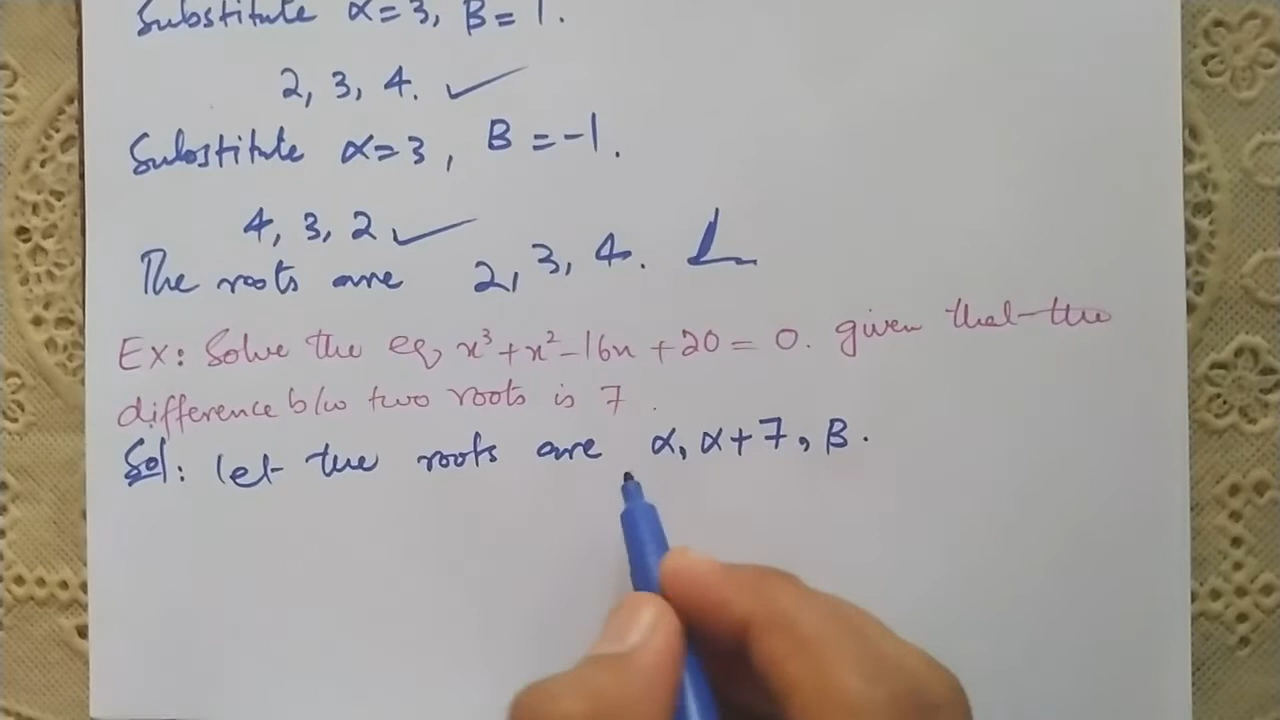 Substitute α=3, β=1.
2, 3, 4. ✓
Substitute α=3, β=-1.
4, 3, 2 ✓
The roots are 2, 3, 4.
Ex: Solve the eq x³+x²-16x+20=0. given that the
difference b/w two roots is 7.
Sol: let the roots are α, α+7, β.